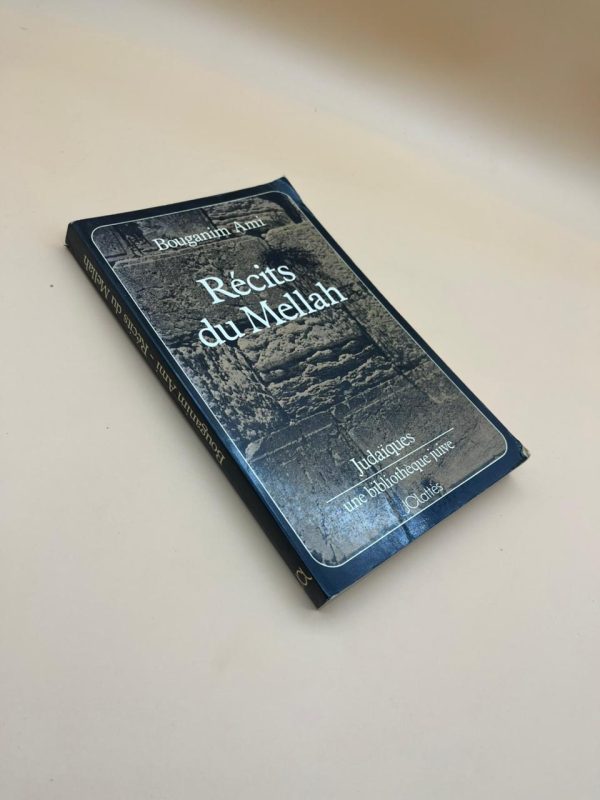 Bouganim Ami
Récits
du Mellah
Judaïques
une bibliothèque juive
JClattès
Bouganim Ami - Récits du Mellah